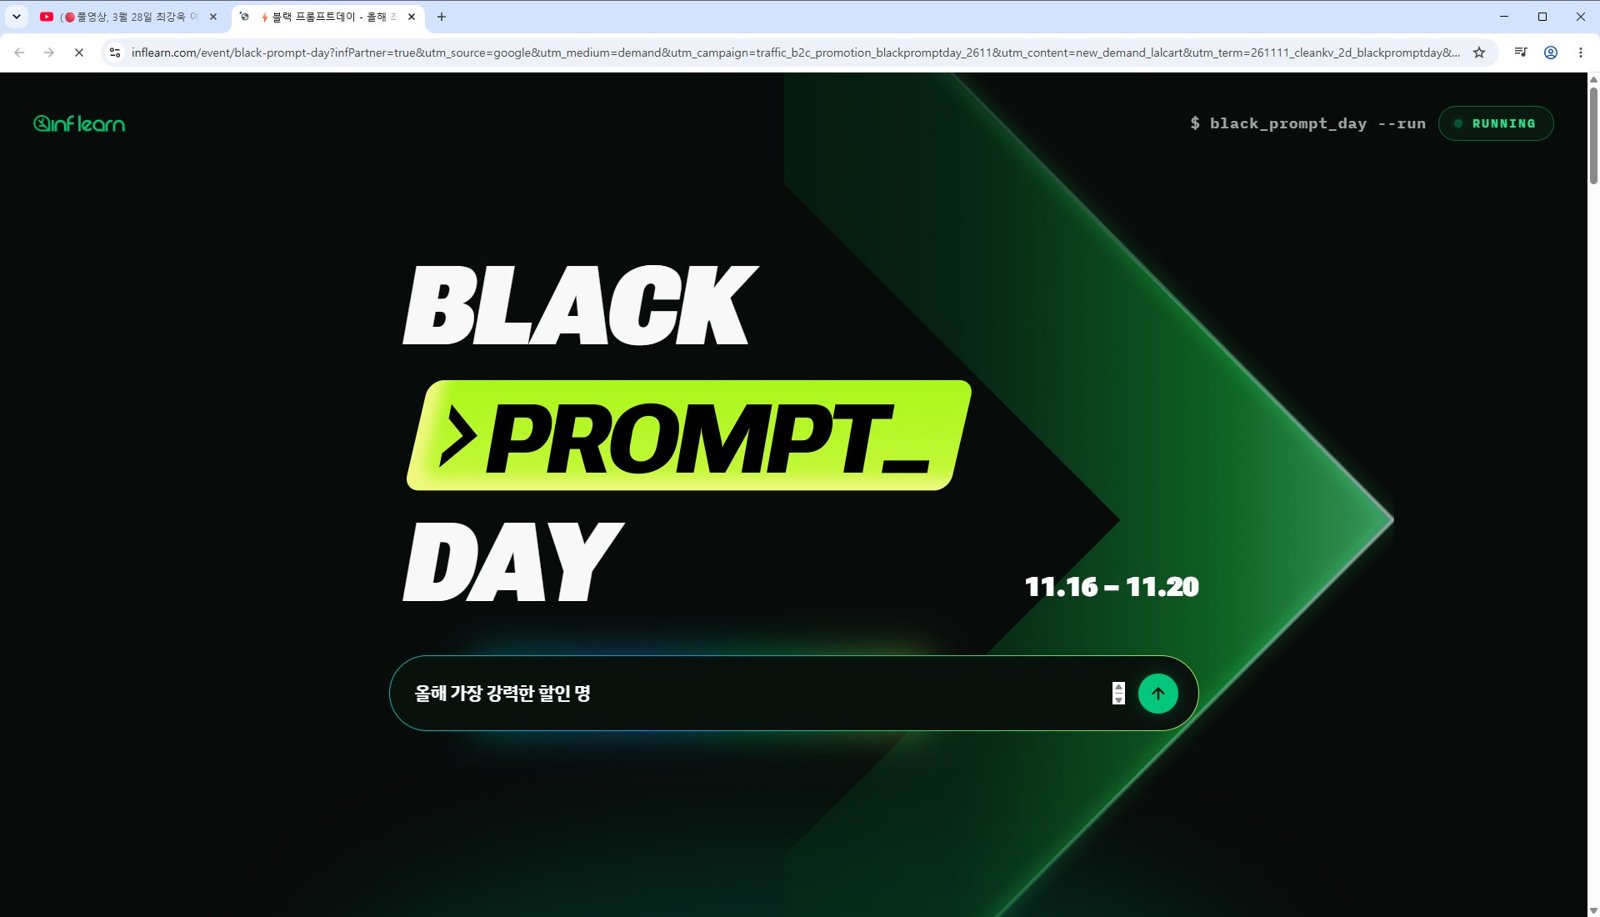 (🔴풀영상, 3월 28일 최강욱
⚡블랙 프롬프트데이 - 올해
inflearn.com/event/black-prompt-day?infPartner=true&utm_source=google&utm_medium=demand&utm_campaign=traffic_b2c_promotion_blackpromptday_2611&utm_content=new_demand_lalcart&utm_term=261111_cleankv_2d_blackpromptday&...
inflearn
$ black_prompt_day --run
RUNNING
BLACK
>PROMPT_
DAY
11.16 – 11.20
올해 가장 강력한 할인 명